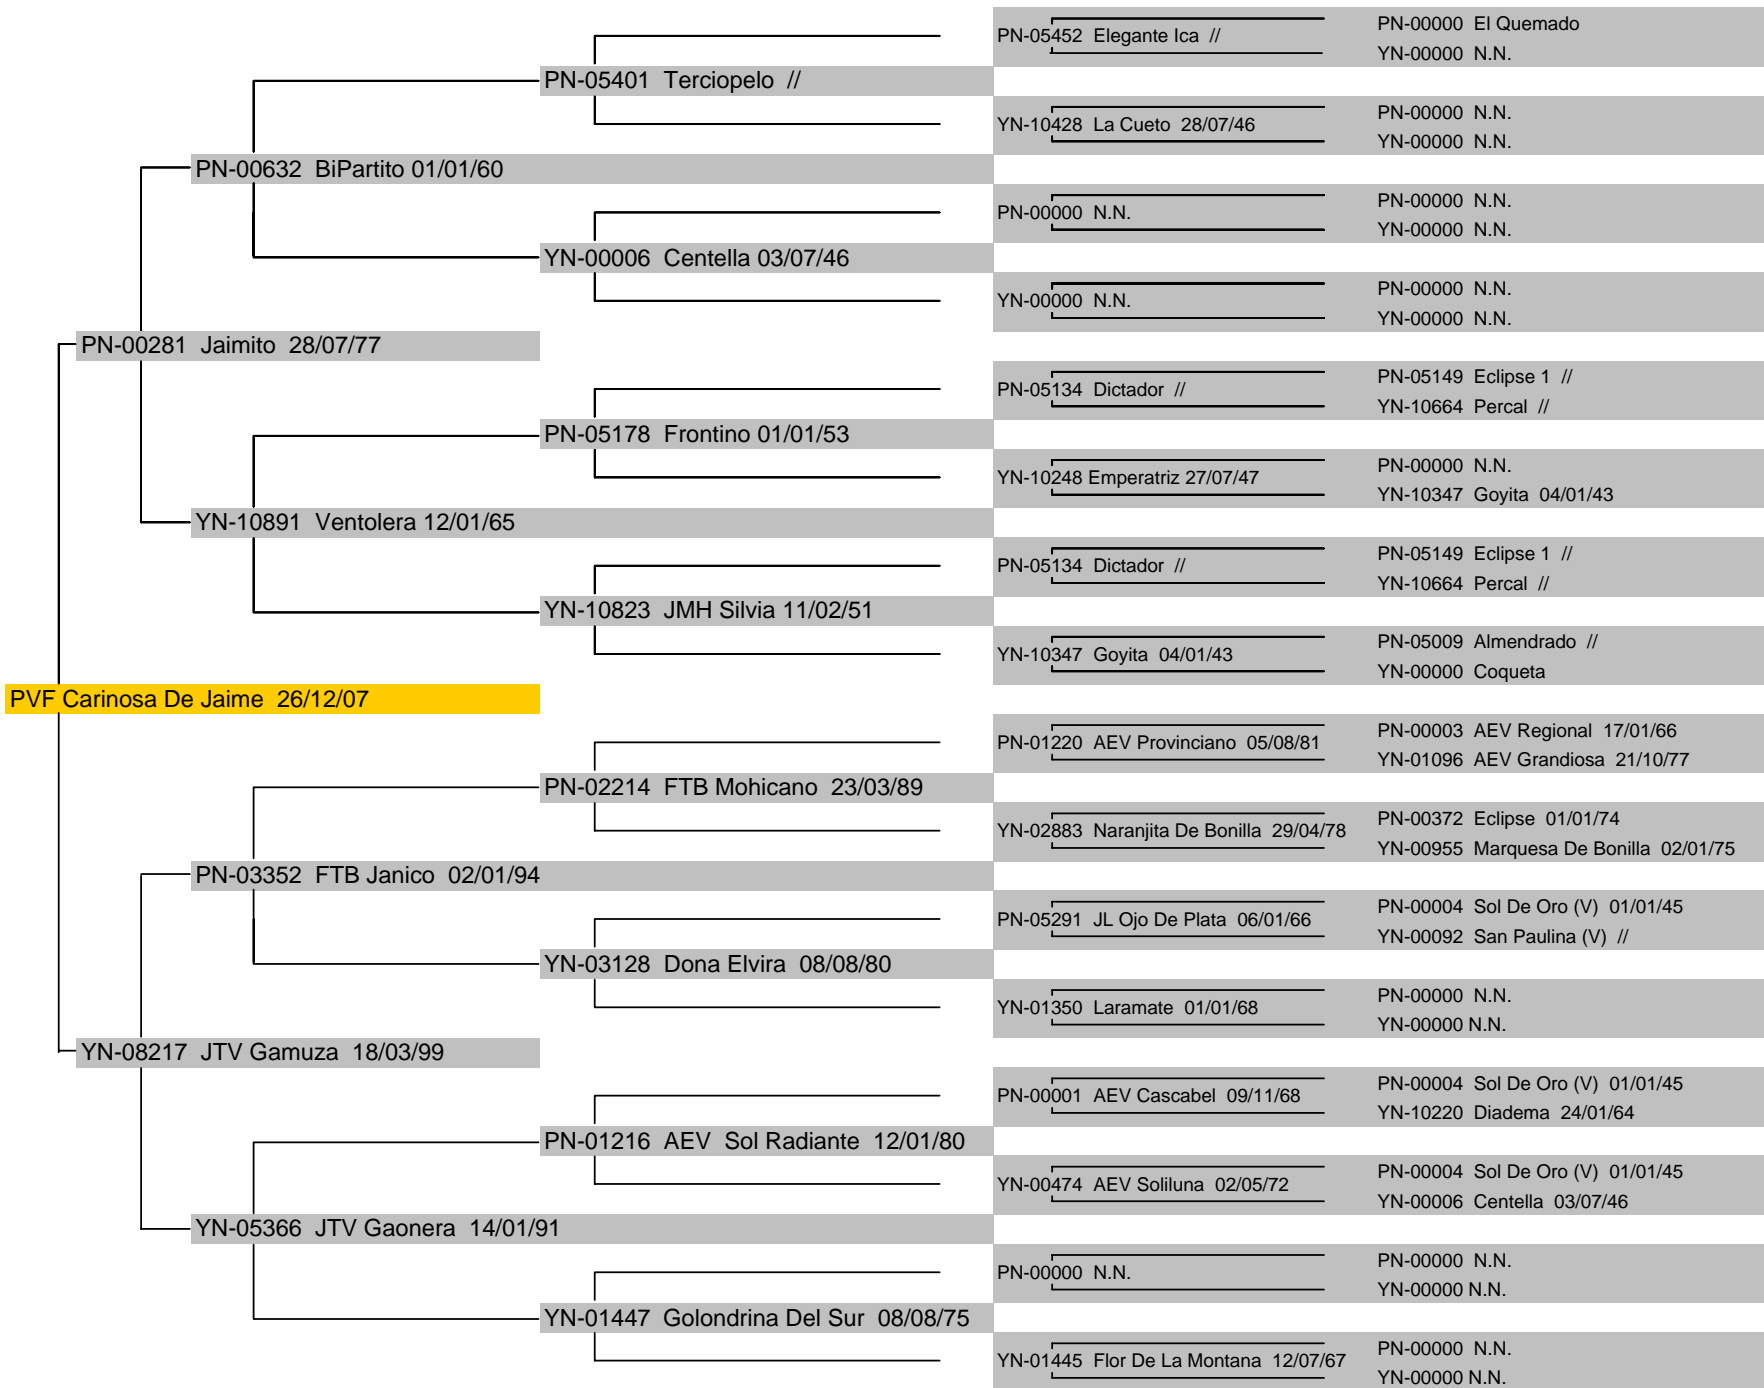 PN-00000 El Quemado
PN-05452 Elegante Ica //
YN-00000 N.N.
PN-05401 Terciopelo //
PN-00000 N.N.
YN-10428 La Cueto 28/07/46
YN-00000 N.N.
PN-00632 BiPartito 01/01/60
PN-00000 N.N.
PN-00000 N.N.
YN-00000 N.N.
YN-00006 Centella 03/07/46
PN-00000 N.N.
YN-00000 N.N.
YN-00000 N.N.
PN-00281 Jaimito 28/07/77
PN-05149 Eclipse 1 //
PN-05134 Dictador //
YN-10664 Percal //
PN-05178 Frontino 01/01/53
PN-00000 N.N.
YN-10248 Emperatriz 27/07/47
YN-10347 Goyita 04/01/43
YN-10891 Ventolera 12/01/65
PN-05149 Eclipse 1 //
PN-05134 Dictador //
YN-10664 Percal //
YN-10823 JMH Silvia 11/02/51
PN-05009 Almendrado //
YN-10347 Goyita 04/01/43
YN-00000 Coqueta
PVF Carinosa De Jaime 26/12/07
PN-00003 AEV Regional 17/01/66
PN-01220 AEV Provinciano 05/08/81
YN-01096 AEV Grandiosa 21/10/77
PN-02214 FTB Mohicano 23/03/89
PN-00372 Eclipse 01/01/74
YN-02883 Naranjita De Bonilla 29/04/78
YN-00955 Marquesa De Bonilla 02/01/75
PN-03352 FTB Janico 02/01/94
PN-00004 Sol De Oro (V) 01/01/45
PN-05291 JL Ojo De Plata 06/01/66
YN-00092 San Paulina (V) //
YN-03128 Dona Elvira 08/08/80
PN-00000 N.N.
YN-01350 Laramate 01/01/68
YN-00000 N.N.
YN-08217 JTV Gamuza 18/03/99
PN-00004 Sol De Oro (V) 01/01/45
PN-00001 AEV Cascabel 09/11/68
YN-10220 Diadema 24/01/64
PN-01216 AEV Sol Radiante 12/01/80
PN-00004 Sol De Oro (V) 01/01/45
YN-00474 AEV Soliluna 02/05/72
YN-00006 Centella 03/07/46
YN-05366 JTV Gaonera 14/01/91
PN-00000 N.N.
PN-00000 N.N.
YN-00000 N.N.
YN-01447 Golondrina Del Sur 08/08/75
PN-00000 N.N.
YN-01445 Flor De La Montana 12/07/67
YN-00000 N.N.